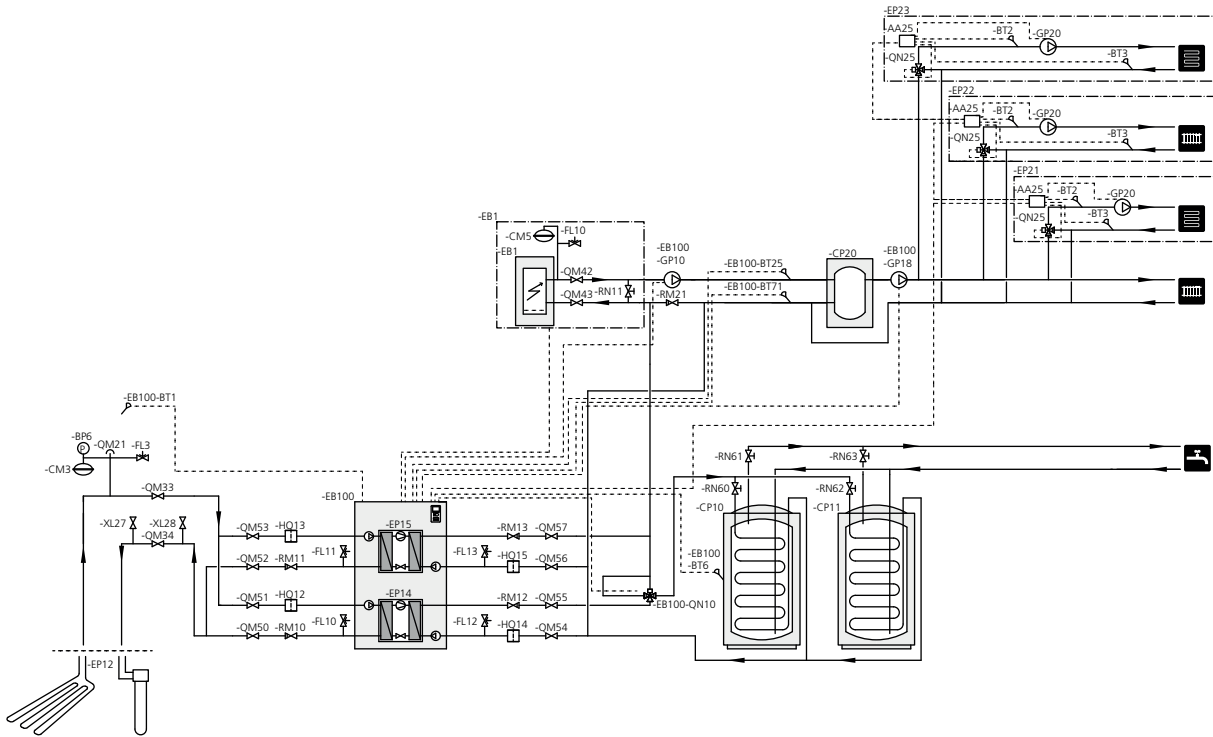 -EP23
-AA25
-BT2
-GP20
-QN25
-BT3
-EP22
-AA25
-BT2
-GP20
-QN25
-BT3
-EP21
-AA25
-BT2
-GP20
-QN25
-BT3
-EB1
-CM5
-FL10
-EB1
-QM42
-QM43
-RN11
-EB100
-GP10
-RM21
-EB100-BT25
-EB100-BT71
-CP20
-EB100
-GP18
-EB100-BT1
-BP6
P
-QM21
-FL3
-CM3
-QM33
-XL27
-XL28
-QM34
-EB100
-QM53
-HQ13
-EP15
-RM13
-QM57
-QM52
-RM11
-FL11
-FL13
-HQ15
-QM56
-QM51
-HQ12
-EP14
-RM12
-QM55
-QM50
-RM10
-FL10
-FL12
-HQ14
-QM54
-EB100-QN10
-RN61
-RN63
-RN60
-RN62
-CP10
-CP11
-EB100
-BT6
-EP12